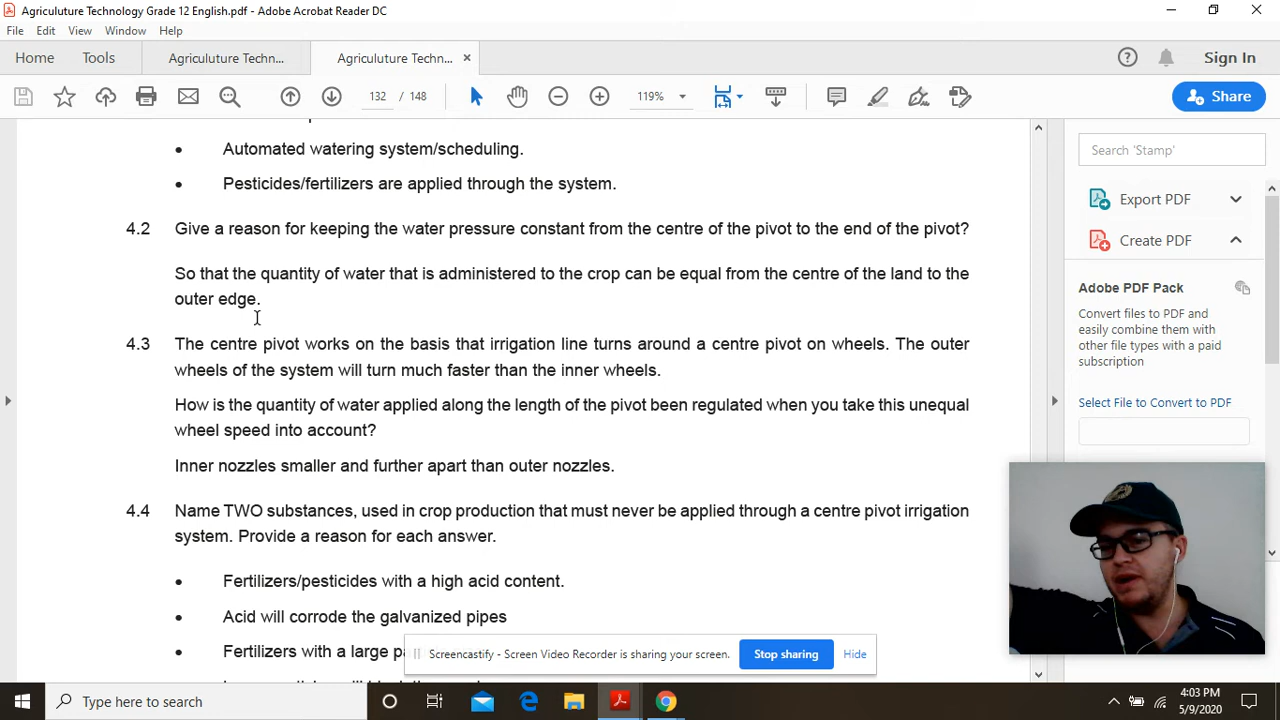 Agriculuture Technology Grade 12 English.pdf - Adobe Acrobat Reader DC
File Edit View Window Help
Home Tools Agriculuture Techn... Agriculuture Techn... × Sign In
132 / 148 119% Share
Automated watering system/scheduling.
Pesticides/fertilizers are applied through the system.
4.2 Give a reason for keeping the water pressure constant from the centre of the pivot to the end of the pivot?
So that the quantity of water that is administered to the crop can be equal from the centre of the land to the
outer edge.
4.3 The centre pivot works on the basis that irrigation line turns around a centre pivot on wheels. The outer
wheels of the system will turn much faster than the inner wheels.
How is the quantity of water applied along the length of the pivot been regulated when you take this unequal
wheel speed into account?
Inner nozzles smaller and further apart than outer nozzles.
4.4 Name TWO substances, used in crop production that must never be applied through a centre pivot irrigation
system. Provide a reason for each answer.
Fertilizers/pesticides with a high acid content.
Acid will corrode the galvanized pipes
Fertilizers with a large
Search 'Stamp'
Export PDF
Create PDF
Adobe PDF Pack
Convert files to PDF and
easily combine them with
other file types with a paid
subscription
Select File to Convert to PDF
Screencastify - Screen Video Recorder is sharing your screen. Stop sharing Hide
Type here to search
4:03 PM
5/9/2020